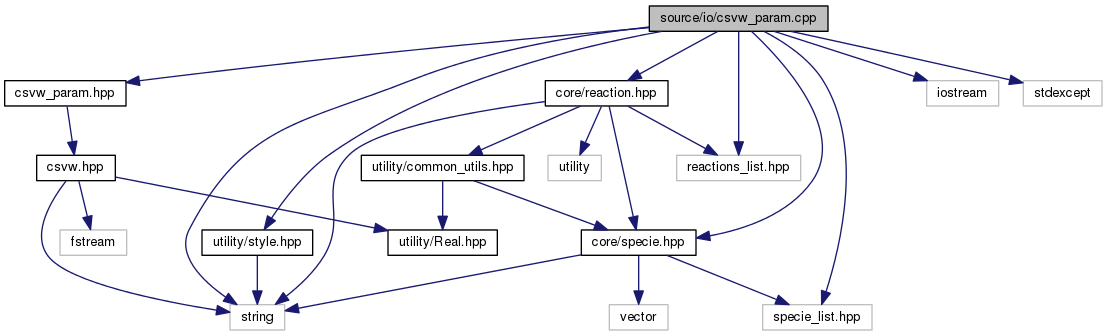 source/io/csvw_param.cpp
csvw_param.hpp
core/reaction.hpp
iostream
stdexcept
csvw.hpp
utility/common_utils.hpp
utility
reactions_list.hpp
fstream
utility/style.hpp
utility/Real.hpp
core/specie.hpp
string
vector
specie_list.hpp